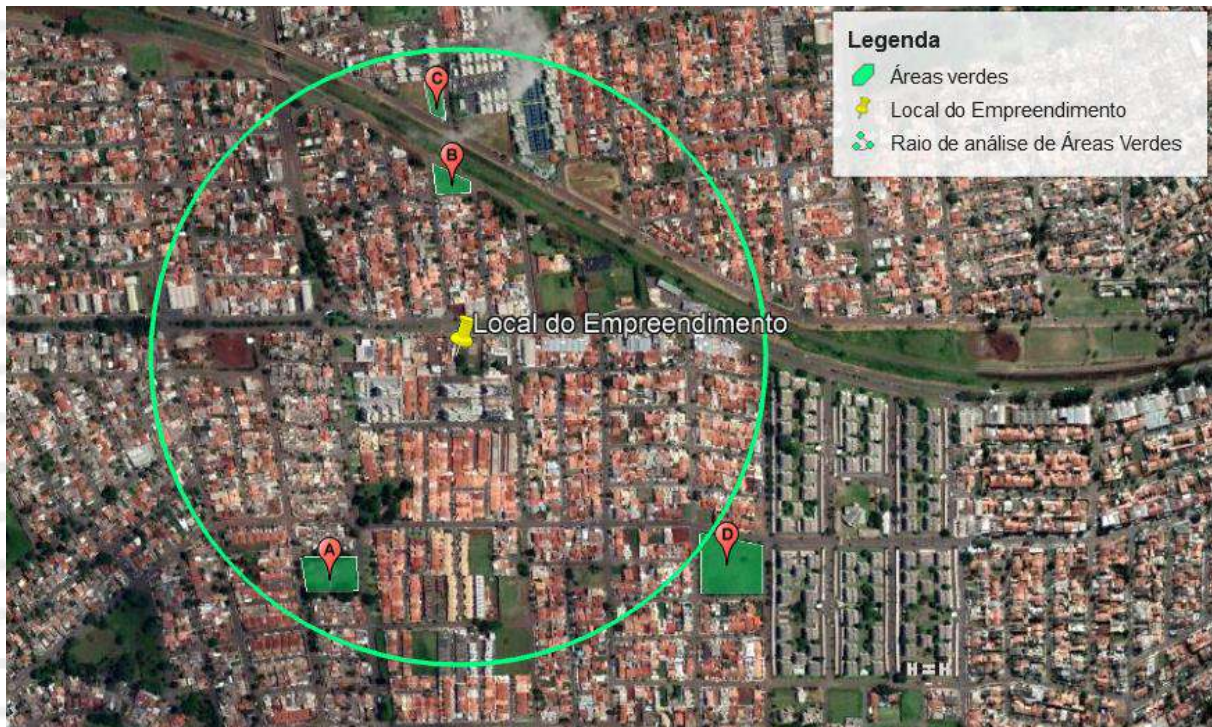 Legenda
Áreas verdes
Local do Empreendimento
Raio de análise de Áreas Verdes
C
B
Local do Empreendimento
A
D